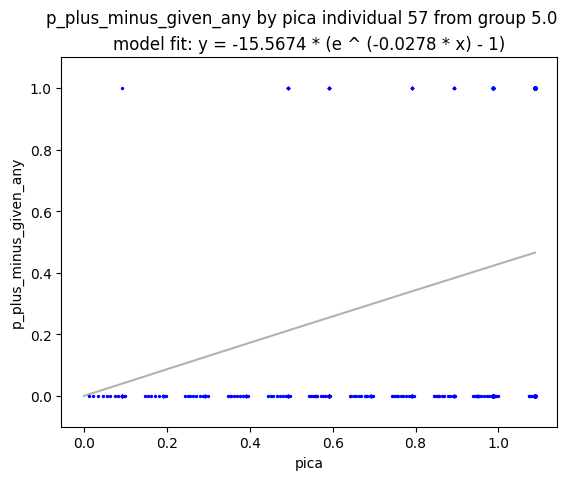 p_plus_minus_given_any by pica individual 57 from group 5.0
model fit: y = -15.5674 * (e ^ (-0.0278 * x) - 1)
1.0
0.8
0.6
0.4
0.2
0.0
p_plus_minus_given_any
0.0 0.2 0.4 0.6 0.8 1.0
pica